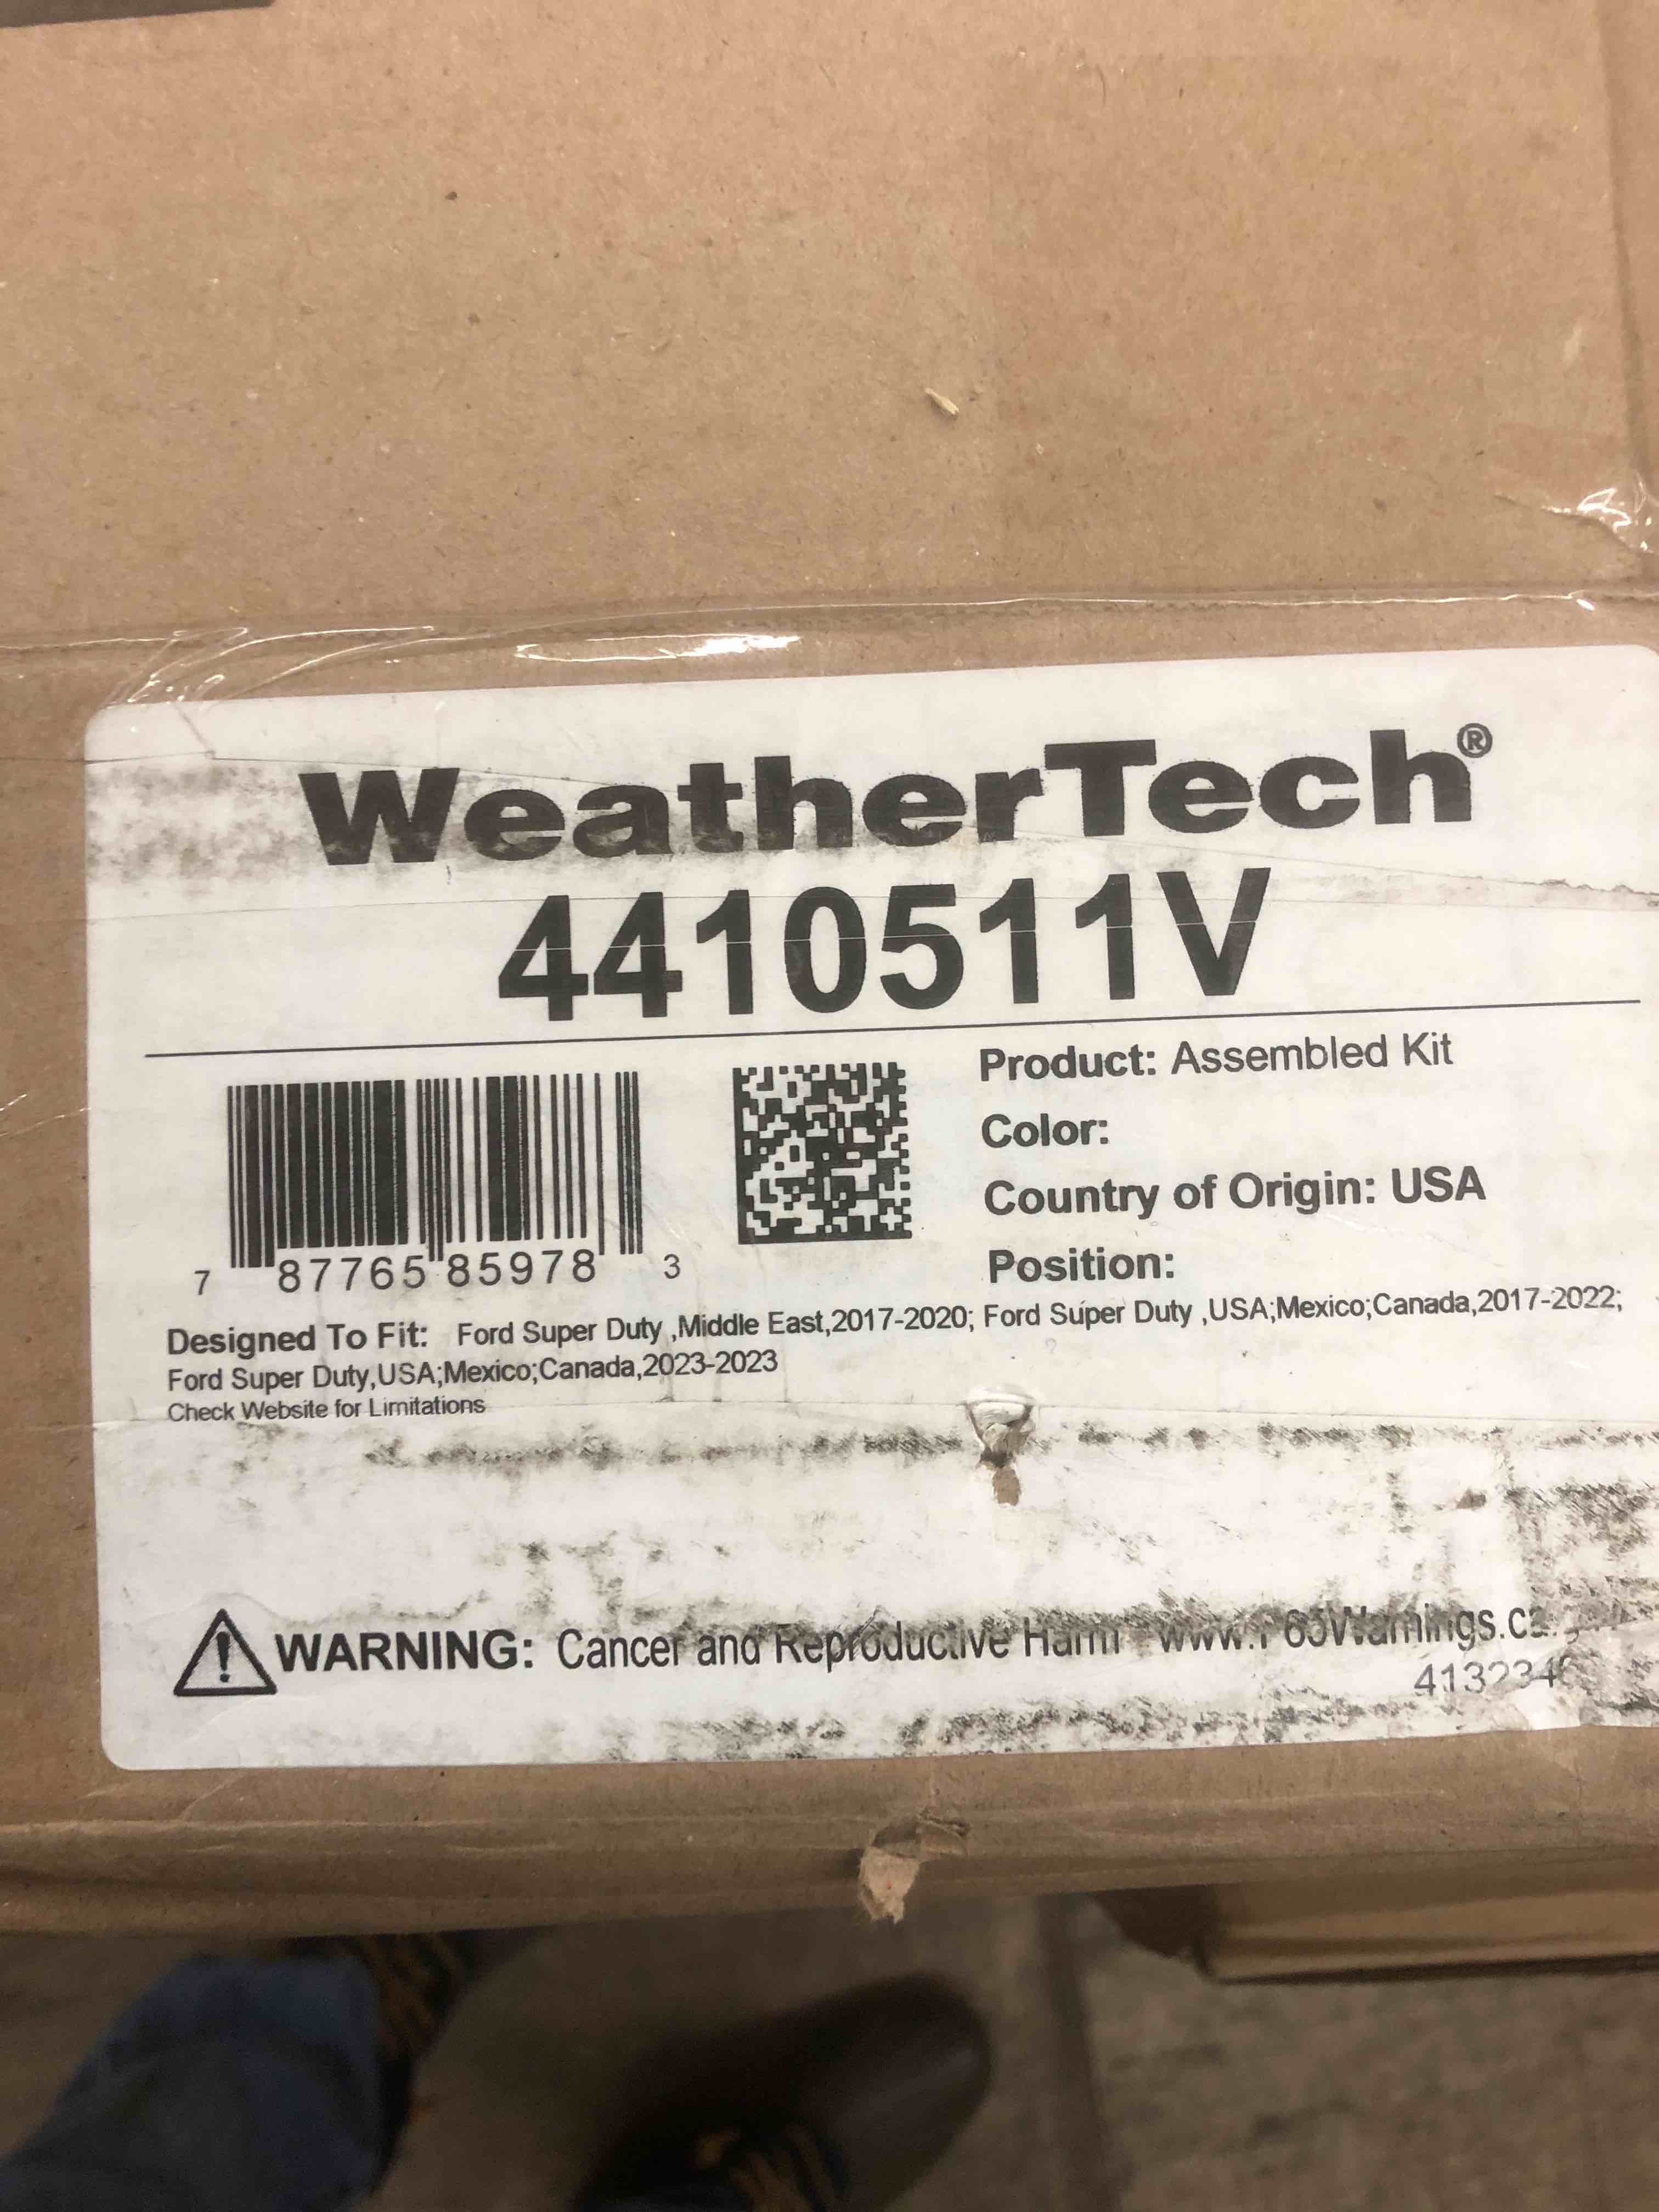 WeatherTech®
4410511V
Product: Assembled Kit
Color:
Country of Origin: USA
Position:
7 87765 85978 3
Designed To Fit: Ford Super Duty ,Middle East,2017-2020; Ford Super Duty ,USA;Mexico;Canada,2017-2022;
Ford Super Duty,USA;Mexico;Canada,2023-2023
Check Website for Limitations
WARNING: Cancer and Reproductive Harm